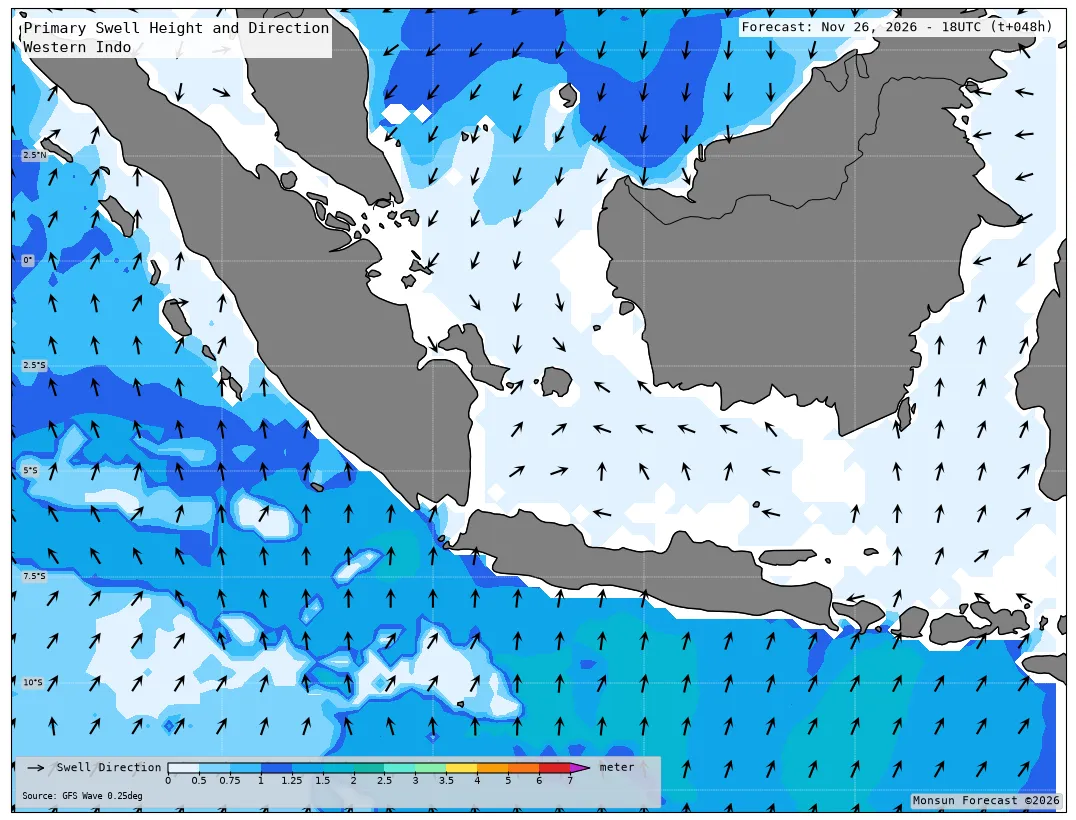 Primary Swell Height and Direction
Western Indo
Forecast: Nov 26, 2026 - 18UTC (t+048h)
2.5°N
0°
2.5°S
5°S
7.5°S
10°S
Swell Direction
0 0.5 0.75 1 1.25 1.5 2 2.5 3 3.5 4 4.5 5 6 7
meter
Source: GFS Wave 0.25deg
Monsun Forecast ©2026